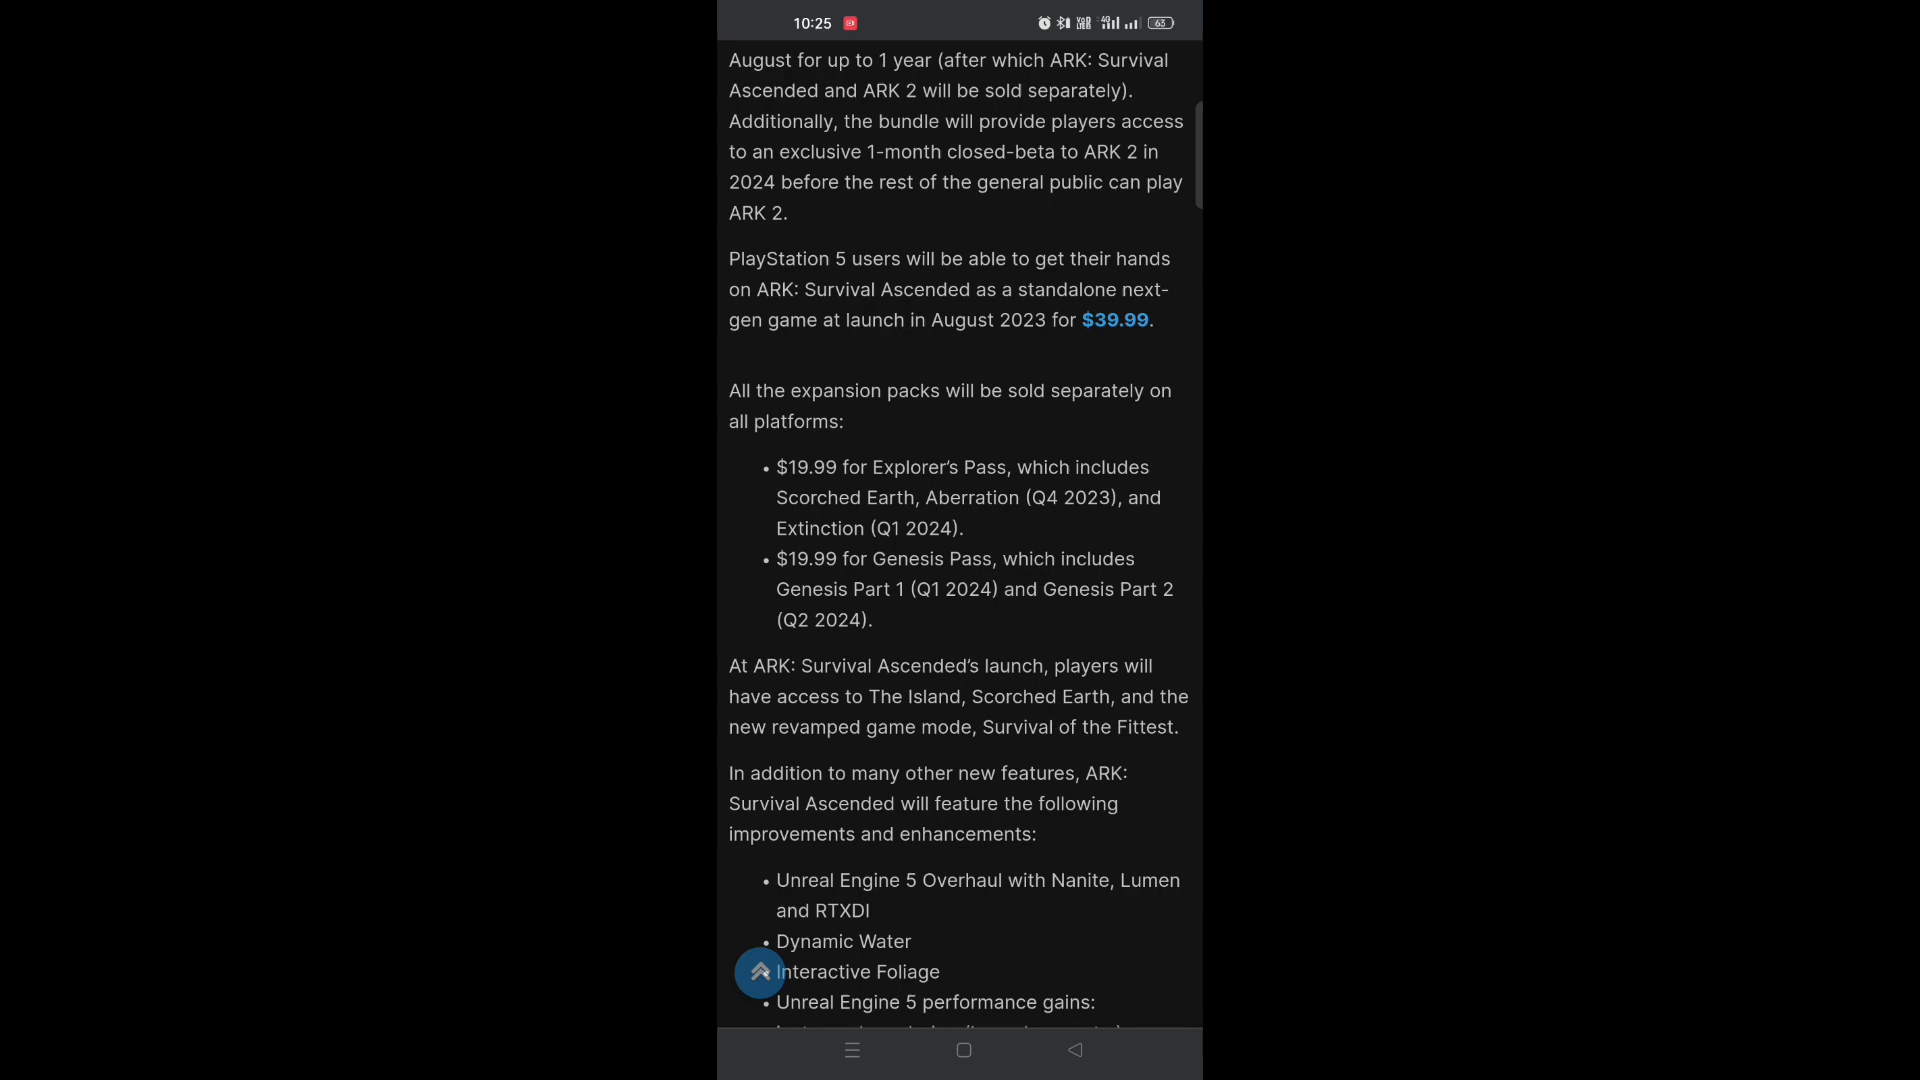 10:25
4G
63
August for up to 1 year (after which ARK: Survival
Ascended and ARK 2 will be sold separately).
Additionally, the bundle will provide players access
to an exclusive 1-month closed-beta to ARK 2 in
2024 before the rest of the general public can play
ARK 2.
PlayStation 5 users will be able to get their hands
on ARK: Survival Ascended as a standalone next-
gen game at launch in August 2023 for $39.99.
All the expansion packs will be sold separately on
all platforms:
• $19.99 for Explorer’s Pass, which includes
Scorched Earth, Aberration (Q4 2023), and
Extinction (Q1 2024).
• $19.99 for Genesis Pass, which includes
Genesis Part 1 (Q1 2024) and Genesis Part 2
(Q2 2024).
At ARK: Survival Ascended’s launch, players will
have access to The Island, Scorched Earth, and the
new revamped game mode, Survival of the Fittest.
In addition to many other new features, ARK:
Survival Ascended will feature the following
improvements and enhancements:
• Unreal Engine 5 Overhaul with Nanite, Lumen
and RTXDI
• Dynamic Water
• Interactive Foliage
• Unreal Engine 5 performance gains: